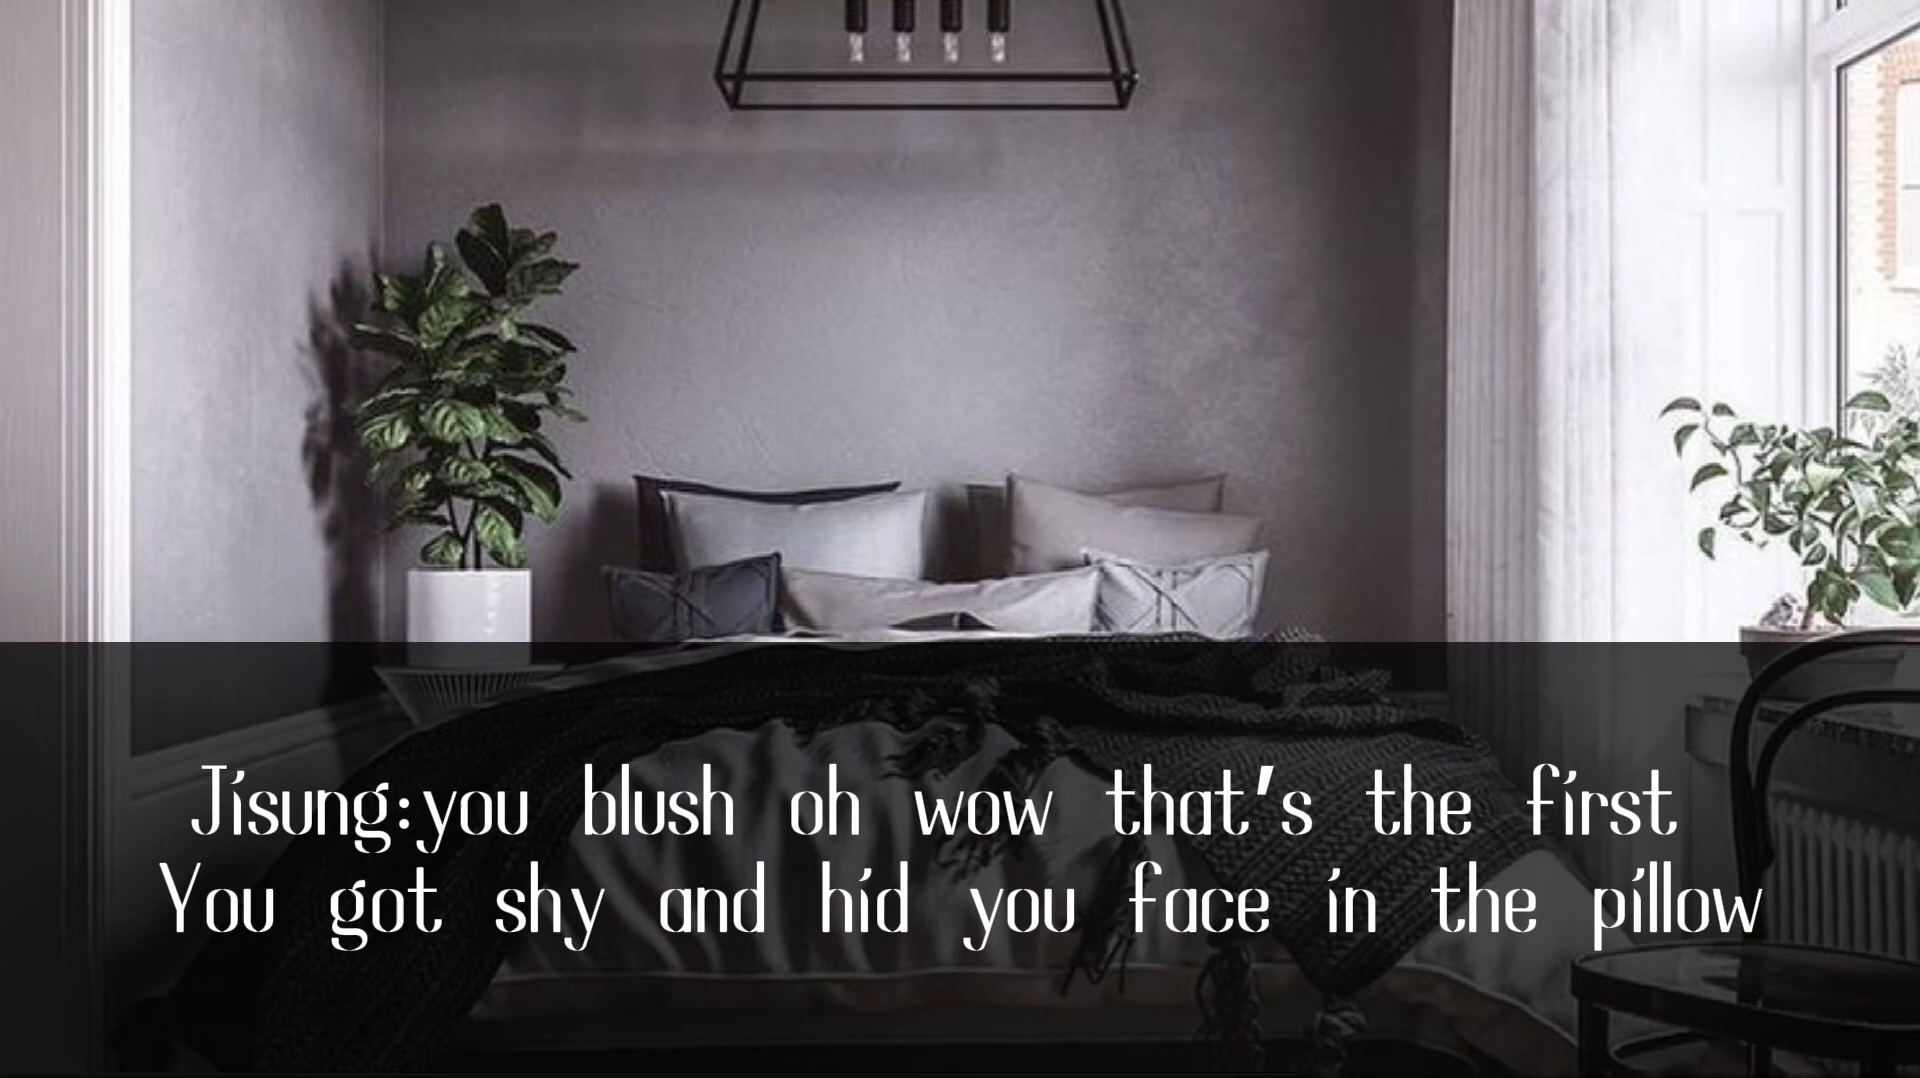 Jisung:you blush oh wow that's the first
You got shy and hid you face in the pillow